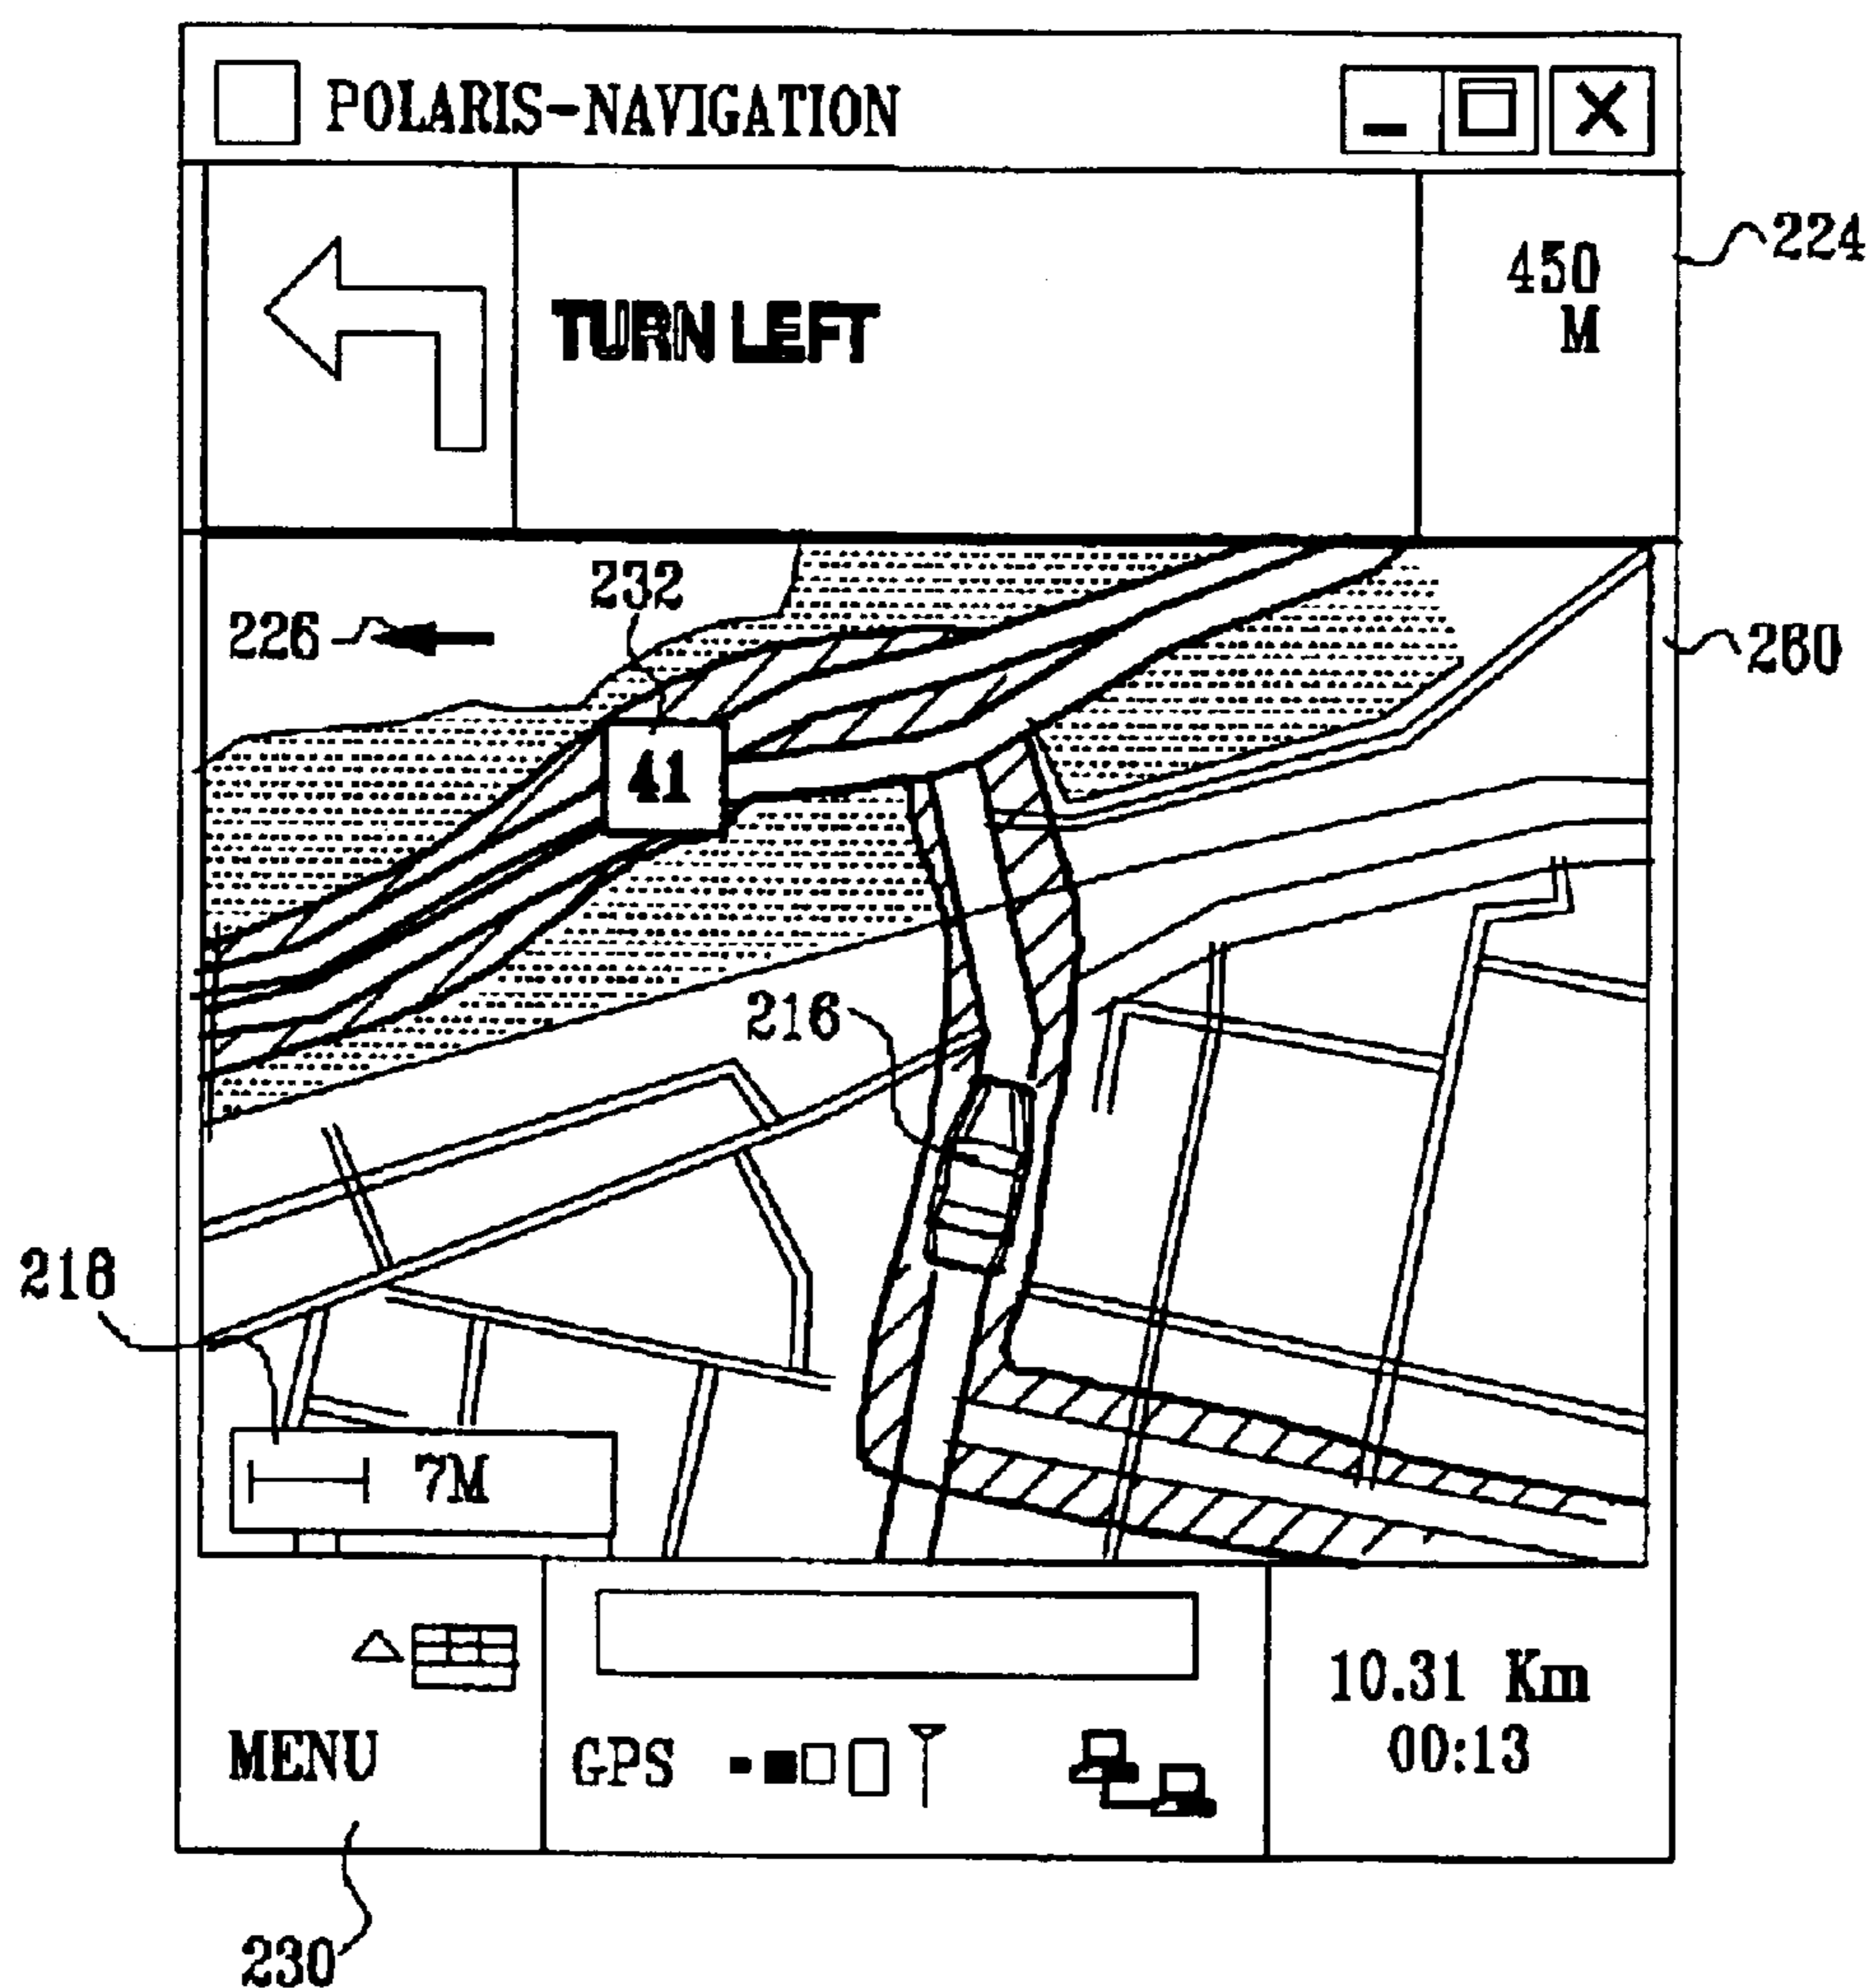 POLARIS-NAVIGATION
TURN LEFT
450
M
224
232
226
260
41
216
218
7M
10.31 Km
00:13
MENU
GPS
230